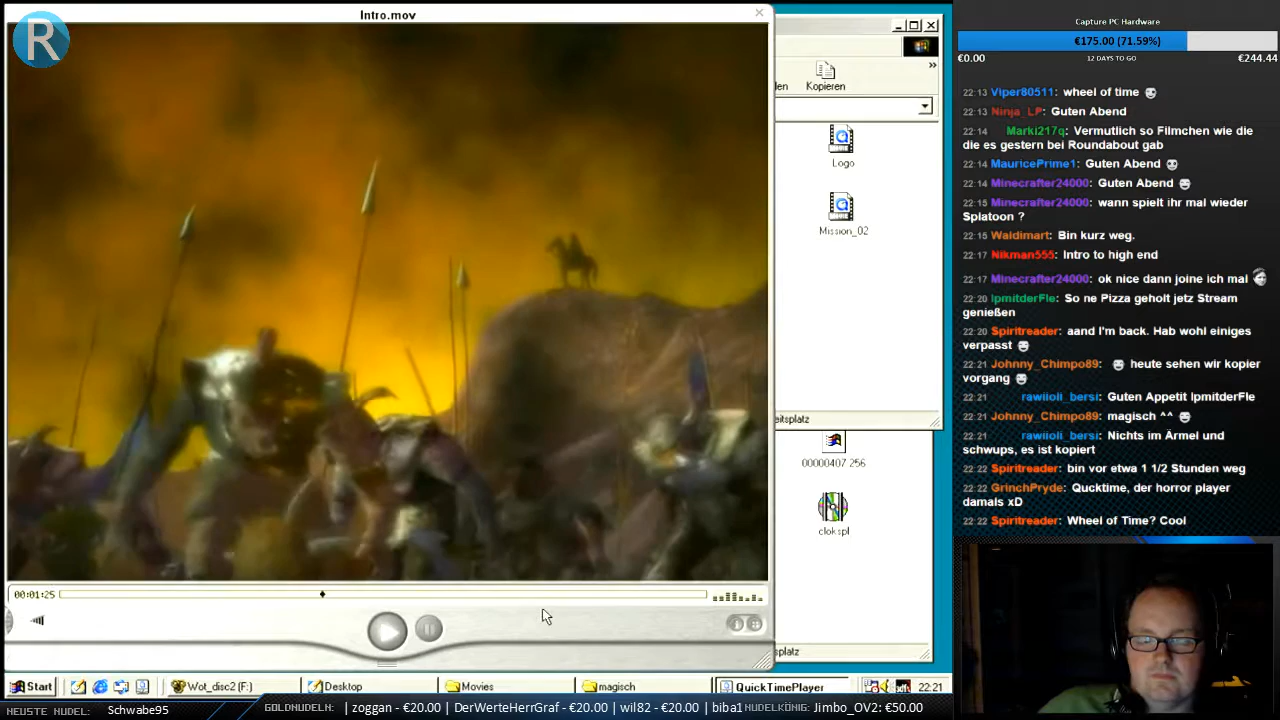 Intro.mov
R
Kopieren
Logo
Mission_02
00000407 256
clokspl
00:01:25
Start
Wot_disc2 (F:)
Desktop
Movies
magisch
QuickTimePlayer
22:21
NEUSTE NUDEL:
Schwabe95
GOLDNUDELN:
| zoggan - €20.00 | DerWerteHerrGraf - €20.00 | wil82 - €20.00 | biba1
NUDELKÖNIG:
Jimbo_OV2: €50.00
Capture PC Hardware
€175.00 (71.59%)
€0.00
12 DAYS TO GO
€244.44
22:13 Viper80511: wheel of time
22:13 Ninja_LP: Guten Abend
22:14 Marki217q: Vermutlich so Filmchen wie die
die es gestern bei Roundabout gab
22:14 MauricePrime1: Guten Abend
22:14 Minecrafter24000: Guten Abend
22:15 Minecrafter24000: wann spielt ihr mal wieder
Splatoon ?
22:15 Waldimart: Bin kurz weg.
22:17 Nikman555: Intro to high end
22:17 Minecrafter24000: ok nice dann joine ich mal
22:20 IpmitderFle: So ne Pizza geholt jetz Stream
genießen
22:20 Spiritreader: aand I'm back. Hab wohl einiges
verpasst
22:21 Johnny_Chimpo89: heute sehen wir kopier
vorgang
22:21 rawiioli_bersi: Guten Appetit IpmitderFle
22:21 Johnny_Chimpo89: magisch ^^
22:21 rawiioli_bersi: Nichts im Ärmel und
schwups, es ist kopiert
22:22 Spiritreader: bin vor etwa 1 1/2 Stunden weg
22:22 GrinchPryde: Qucktime, der horror player
damals xD
22:22 Spiritreader: Wheel of Time? Cool